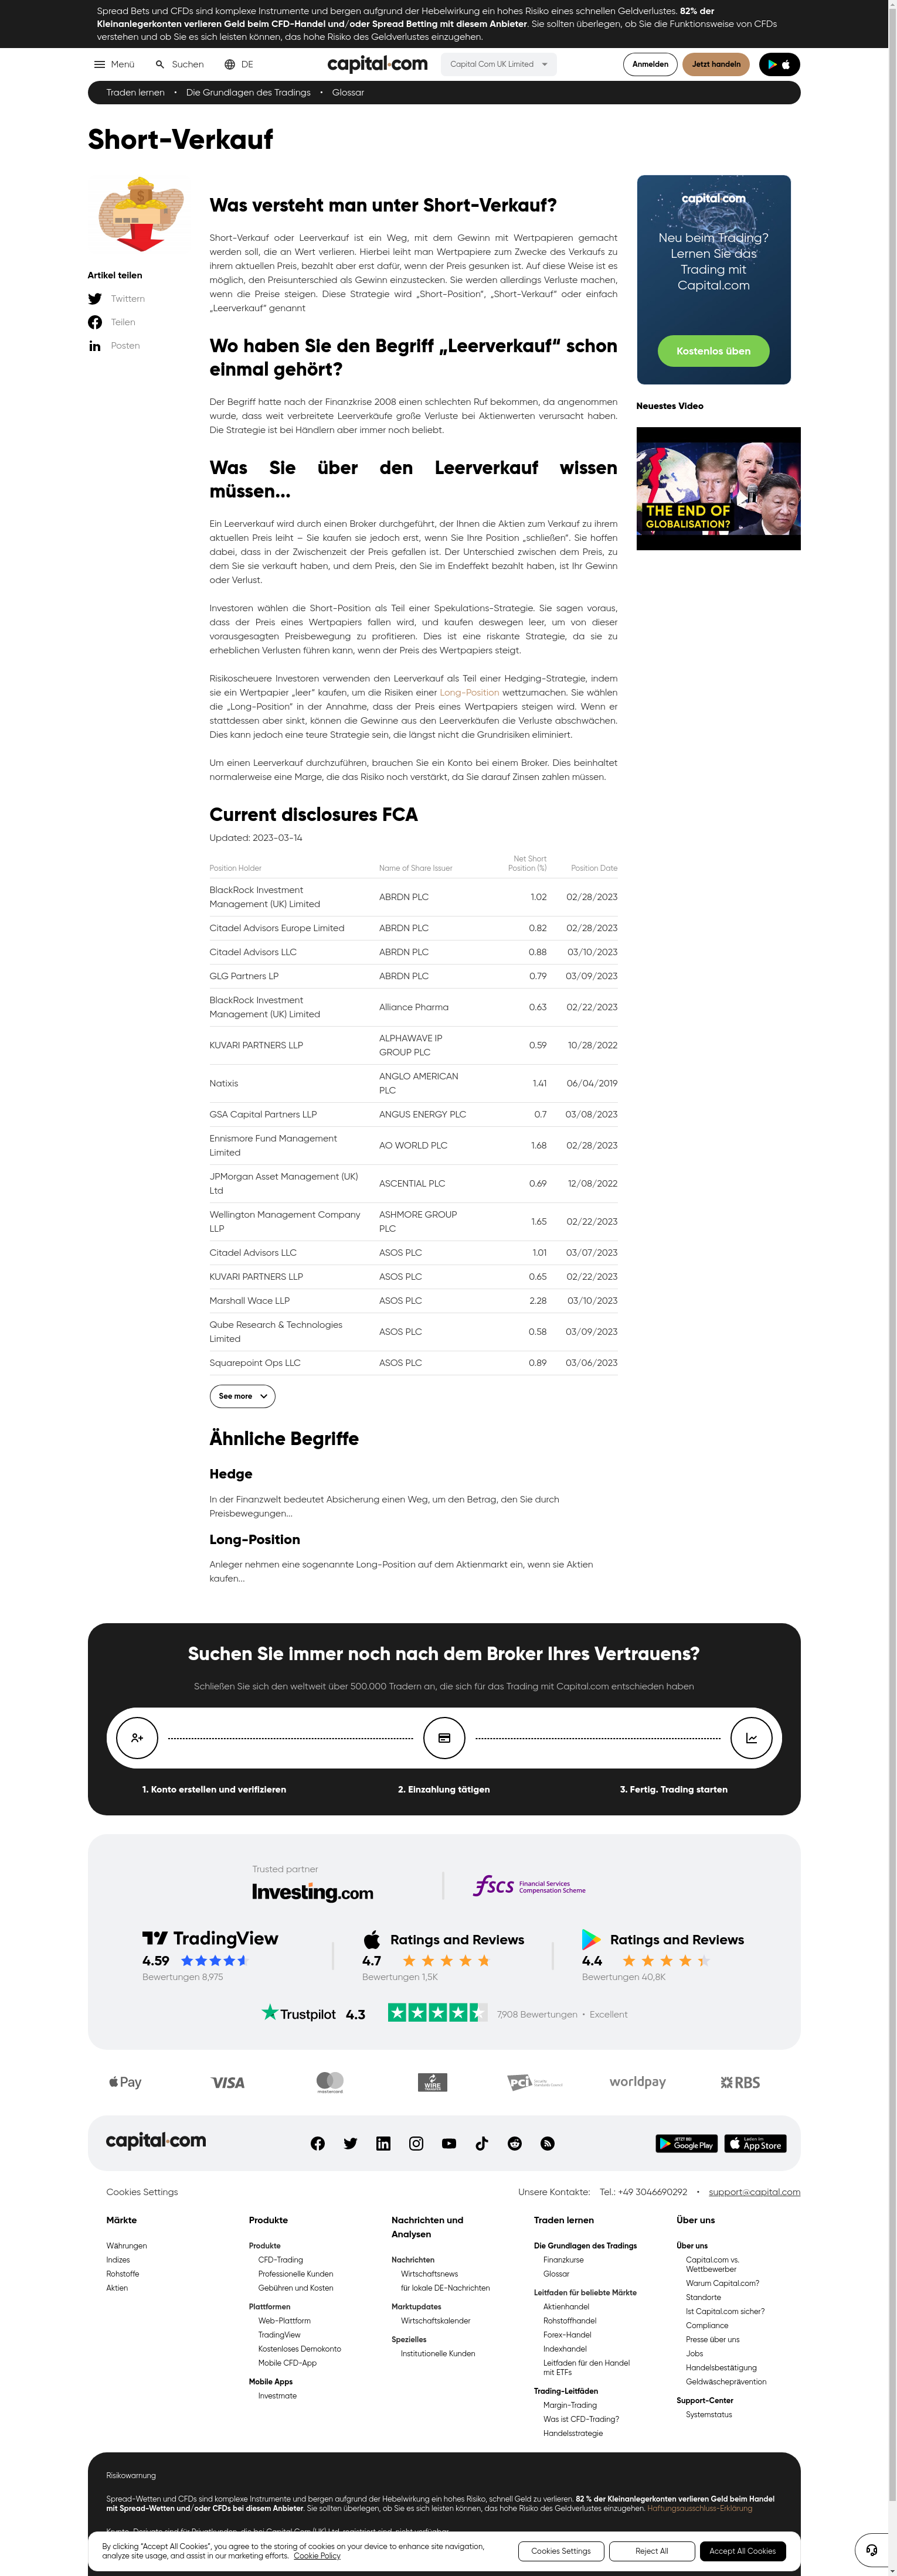 Spread Bets und CFDs sind komplexe Instrumente und bergen aufgrund der Hebelwirkung ein hohes Risiko eines schnellen Geldverlustes. 82% der
Kleinanlegerkonten verlieren Geld beim CFD-Handel und/oder Spread Betting mit diesem Anbieter. Sie sollten überlegen, ob Sie die Funktionsweise von CFDs
verstehen und ob Sie es sich leisten können, das hohe Risiko des Geldverlustes einzugehen.
Menü
Suchen
DE
capital.com
Capital Com UK Limited
Anmelden
Jetzt handeln
Traden lernen • Die Grundlagen des Tradings • Glossar
Short-Verkauf
Artikel teilen
Twittern
Teilen
Posten
Was versteht man unter Short-Verkauf?
Short-Verkauf oder Leerverkauf ist ein Weg, mit dem Gewinn mit Wertpapieren gemacht
werden soll, die an Wert verlieren. Hierbei leiht man Wertpapiere zum Zwecke des Verkaufs zu
ihrem aktuellen Preis, bezahlt aber erst dafür, wenn der Preis gesunken ist. Auf diese Weise ist es
möglich, den Preisunterschied als Gewinn einzustecken. Sie werden allerdings Verluste machen,
wenn die Preise steigen. Diese Strategie wird „Short-Position“, „Short-Verkauf“ oder einfach
„Leerverkauf“ genannt
Wo haben Sie den Begriff „Leerverkauf“ schon
einmal gehört?
Der Begriff hatte nach der Finanzkrise 2008 einen schlechten Ruf bekommen, da angenommen
wurde, dass weit verbreitete Leerverkäufe große Verluste bei Aktienwerten verursacht haben.
Die Strategie ist bei Händlern aber immer noch beliebt.
Was Sie über den Leerverkauf wissen
müssen...
Ein Leerverkauf wird durch einen Broker durchgeführt, der Ihnen die Aktien zum Verkauf zu ihrem
aktuellen Preis leiht – Sie kaufen sie jedoch erst, wenn Sie Ihre Position „schließen“. Sie hoffen
dabei, dass in der Zwischenzeit der Preis gefallen ist. Der Unterschied zwischen dem Preis, zu
dem Sie sie verkauft haben, und dem Preis, den Sie im Endeffekt bezahlt haben, ist Ihr Gewinn
oder Verlust.
Investoren wählen die Short-Position als Teil einer Spekulations-Strategie. Sie sagen voraus,
dass der Preis eines Wertpapiers fallen wird, und kaufen deswegen leer, um von dieser
vorausgesagten Preisbewegung zu profitieren. Dies ist eine riskante Strategie, da sie zu
erheblichen Verlusten führen kann, wenn der Preis des Wertpapiers steigt.
Risikoscheuere Investoren verwenden den Leerverkauf als Teil einer Hedging-Strategie, indem
sie ein Wertpapier „leer“ kaufen, um die Risiken einer Long-Position wettzumachen. Sie wählen
die „Long-Position“ in der Annahme, dass der Preis eines Wertpapiers steigen wird. Wenn er
stattdessen aber sinkt, können die Gewinne aus den Leerverkäufen die Verluste abschwächen.
Dies kann jedoch eine teure Strategie sein, die längst nicht die Grundrisiken eliminiert.
Um einen Leerverkauf durchzuführen, brauchen Sie ein Konto bei einem Broker. Dies beinhaltet
normalerweise eine Marge, die das Risiko noch verstärkt, da Sie darauf Zinsen zahlen müssen.
capital.com
Neu beim Trading?
Lernen Sie das
Trading mit
Capital.com
Kostenlos üben
Neuestes Video
THE END OF
GLOBALISATION?
Current disclosures FCA
Updated: 2023-03-14
Position Holder Name of Share Issuer Net Short Position (%) Position Date
BlackRock Investment Management (UK) Limited ABRDN PLC 1.02 02/28/2023
Citadel Advisors Europe Limited ABRDN PLC 0.82 02/28/2023
Citadel Advisors LLC ABRDN PLC 0.88 03/10/2023
GLG Partners LP ABRDN PLC 0.79 03/09/2023
BlackRock Investment Management (UK) Limited Alliance Pharma 0.63 02/22/2023
KUVARI PARTNERS LLP ALPHAWAVE IP GROUP PLC 0.59 10/28/2022
Natixis ANGLO AMERICAN PLC 1.41 06/04/2019
GSA Capital Partners LLP ANGUS ENERGY PLC 0.7 03/08/2023
Ennismore Fund Management Limited AO WORLD PLC 1.68 02/28/2023
JPMorgan Asset Management (UK) Ltd ASCENTIAL PLC 0.69 12/08/2022
Wellington Management Company LLP ASHMORE GROUP PLC 1.65 02/22/2023
Citadel Advisors LLC ASOS PLC 1.01 03/07/2023
KUVARI PARTNERS LLP ASOS PLC 0.65 02/22/2023
Marshall Wace LLP ASOS PLC 2.28 03/10/2023
Qube Research & Technologies Limited ASOS PLC 0.58 03/09/2023
Squarepoint Ops LLC ASOS PLC 0.89 03/06/2023
See more
Ähnliche Begriffe
Hedge
In der Finanzwelt bedeutet Absicherung einen Weg, um den Betrag, den Sie durch
Preisbewegungen...
Long-Position
Anleger nehmen eine sogenannte Long-Position auf dem Aktienmarkt ein, wenn sie Aktien
kaufen...
Suchen Sie immer noch nach dem Broker Ihres Vertrauens?
Schließen Sie sich den weltweit über 500.000 Tradern an, die sich für das Trading mit Capital.com entschieden haben
1. Konto erstellen und verifizieren
2. Einzahlung tätigen
3. Fertig. Trading starten
Trusted partner
Investing.com
fscs Financial Services
Compensation Scheme
TradingView
4.59
Bewertungen 8,975
Ratings and Reviews
4.7
Bewertungen 1,5K
Ratings and Reviews
4.4
Bewertungen 40,8K
Trustpilot 4.3
7,908 Bewertungen • Excellent
Pay
VISA
mastercard
WIRE
PCI
worldpay
RBS
capital.com
JETZT BEI
Google Play
Laden im
App Store
Cookies Settings
Unsere Kontakte: Tel.: +49 3046690292 • support@capital.com
Märkte
Währungen
Indizes
Rohstoffe
Aktien
Produkte
Produkte
CFD-Trading
Professionelle Kunden
Gebühren und Kosten
Plattformen
Web-Plattform
TradingView
Kostenloses Demokonto
Mobile CFD-App
Mobile Apps
Investmate
Nachrichten und
Analysen
Nachrichten
Wirtschaftsnews
für lokale DE-Nachrichten
Marktupdates
Wirtschaftskalender
Spezielles
Institutionelle Kunden
Traden lernen
Die Grundlagen des Tradings
Finanzkurse
Glossar
Leitfaden für beliebte Märkte
Aktienhandel
Rohstoffhandel
Forex-Handel
Indexhandel
Leitfaden für den Handel
mit ETFs
Trading-Leitfäden
Margin-Trading
Was ist CFD-Trading?
Handelsstrategie
Über uns
Über uns
Capital.com vs.
Wettbewerber
Warum Capital.com?
Standorte
Ist Capital.com sicher?
Compliance
Presse über uns
Jobs
Handelsbestätigung
Geldwäscheprävention
Support-Center
Systemstatus
Risikowarnung
Spread-Wetten und CFDs sind komplexe Instrumente und bergen aufgrund der Hebelwirkung ein hohes Risiko, schnell Geld zu verlieren. 82 % der Kleinanlegerkonten verlieren Geld beim Handel
mit Spread-Wetten und/oder CFDs bei diesem Anbieter. Sie sollten überlegen, ob Sie es sich leisten können, das hohe Risiko des Geldverlustes einzugehen. Haftungsausschluss-Erklärung
By clicking “Accept All Cookies”, you agree to the storing of cookies on your device to enhance site navigation,
analyze site usage, and assist in our marketing efforts. Cookie Policy
Cookies Settings
Reject All
Accept All Cookies